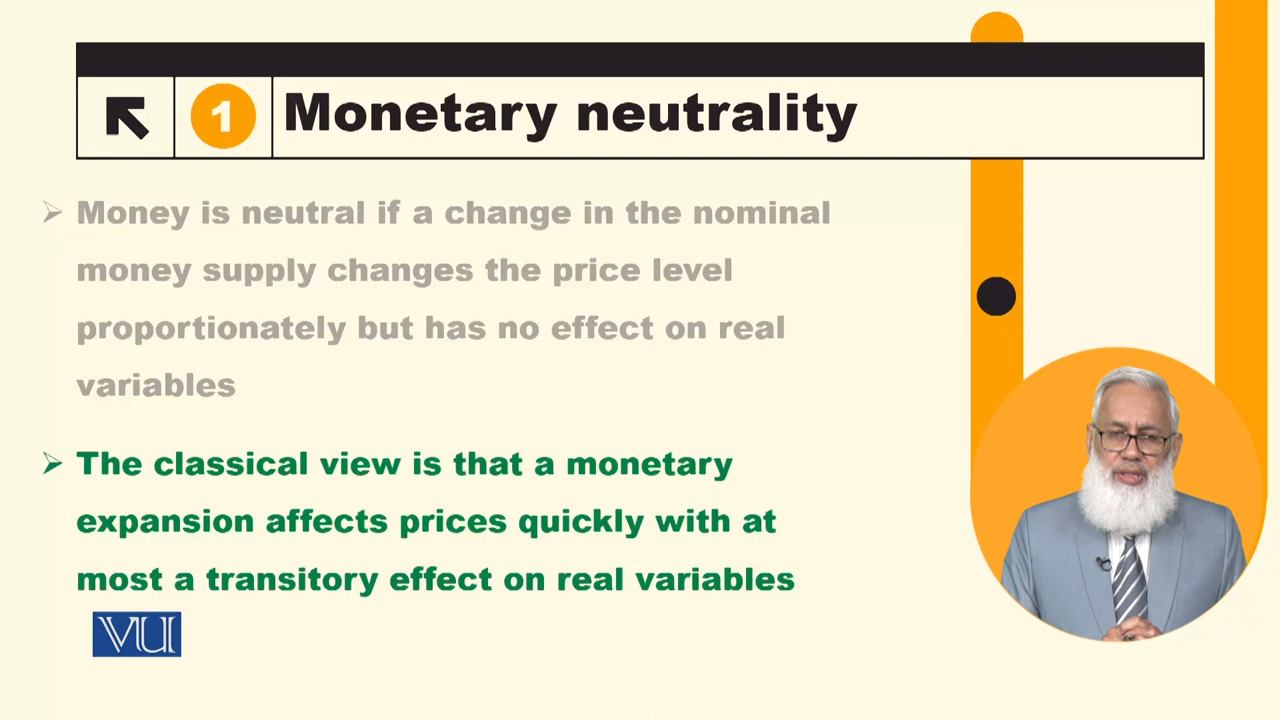 1 Monetary neutrality
➢ Money is neutral if a change in the nominal
money supply changes the price level
proportionately but has no effect on real
variables
➢ The classical view is that a monetary
expansion affects prices quickly with at
most a transitory effect on real variables
VU